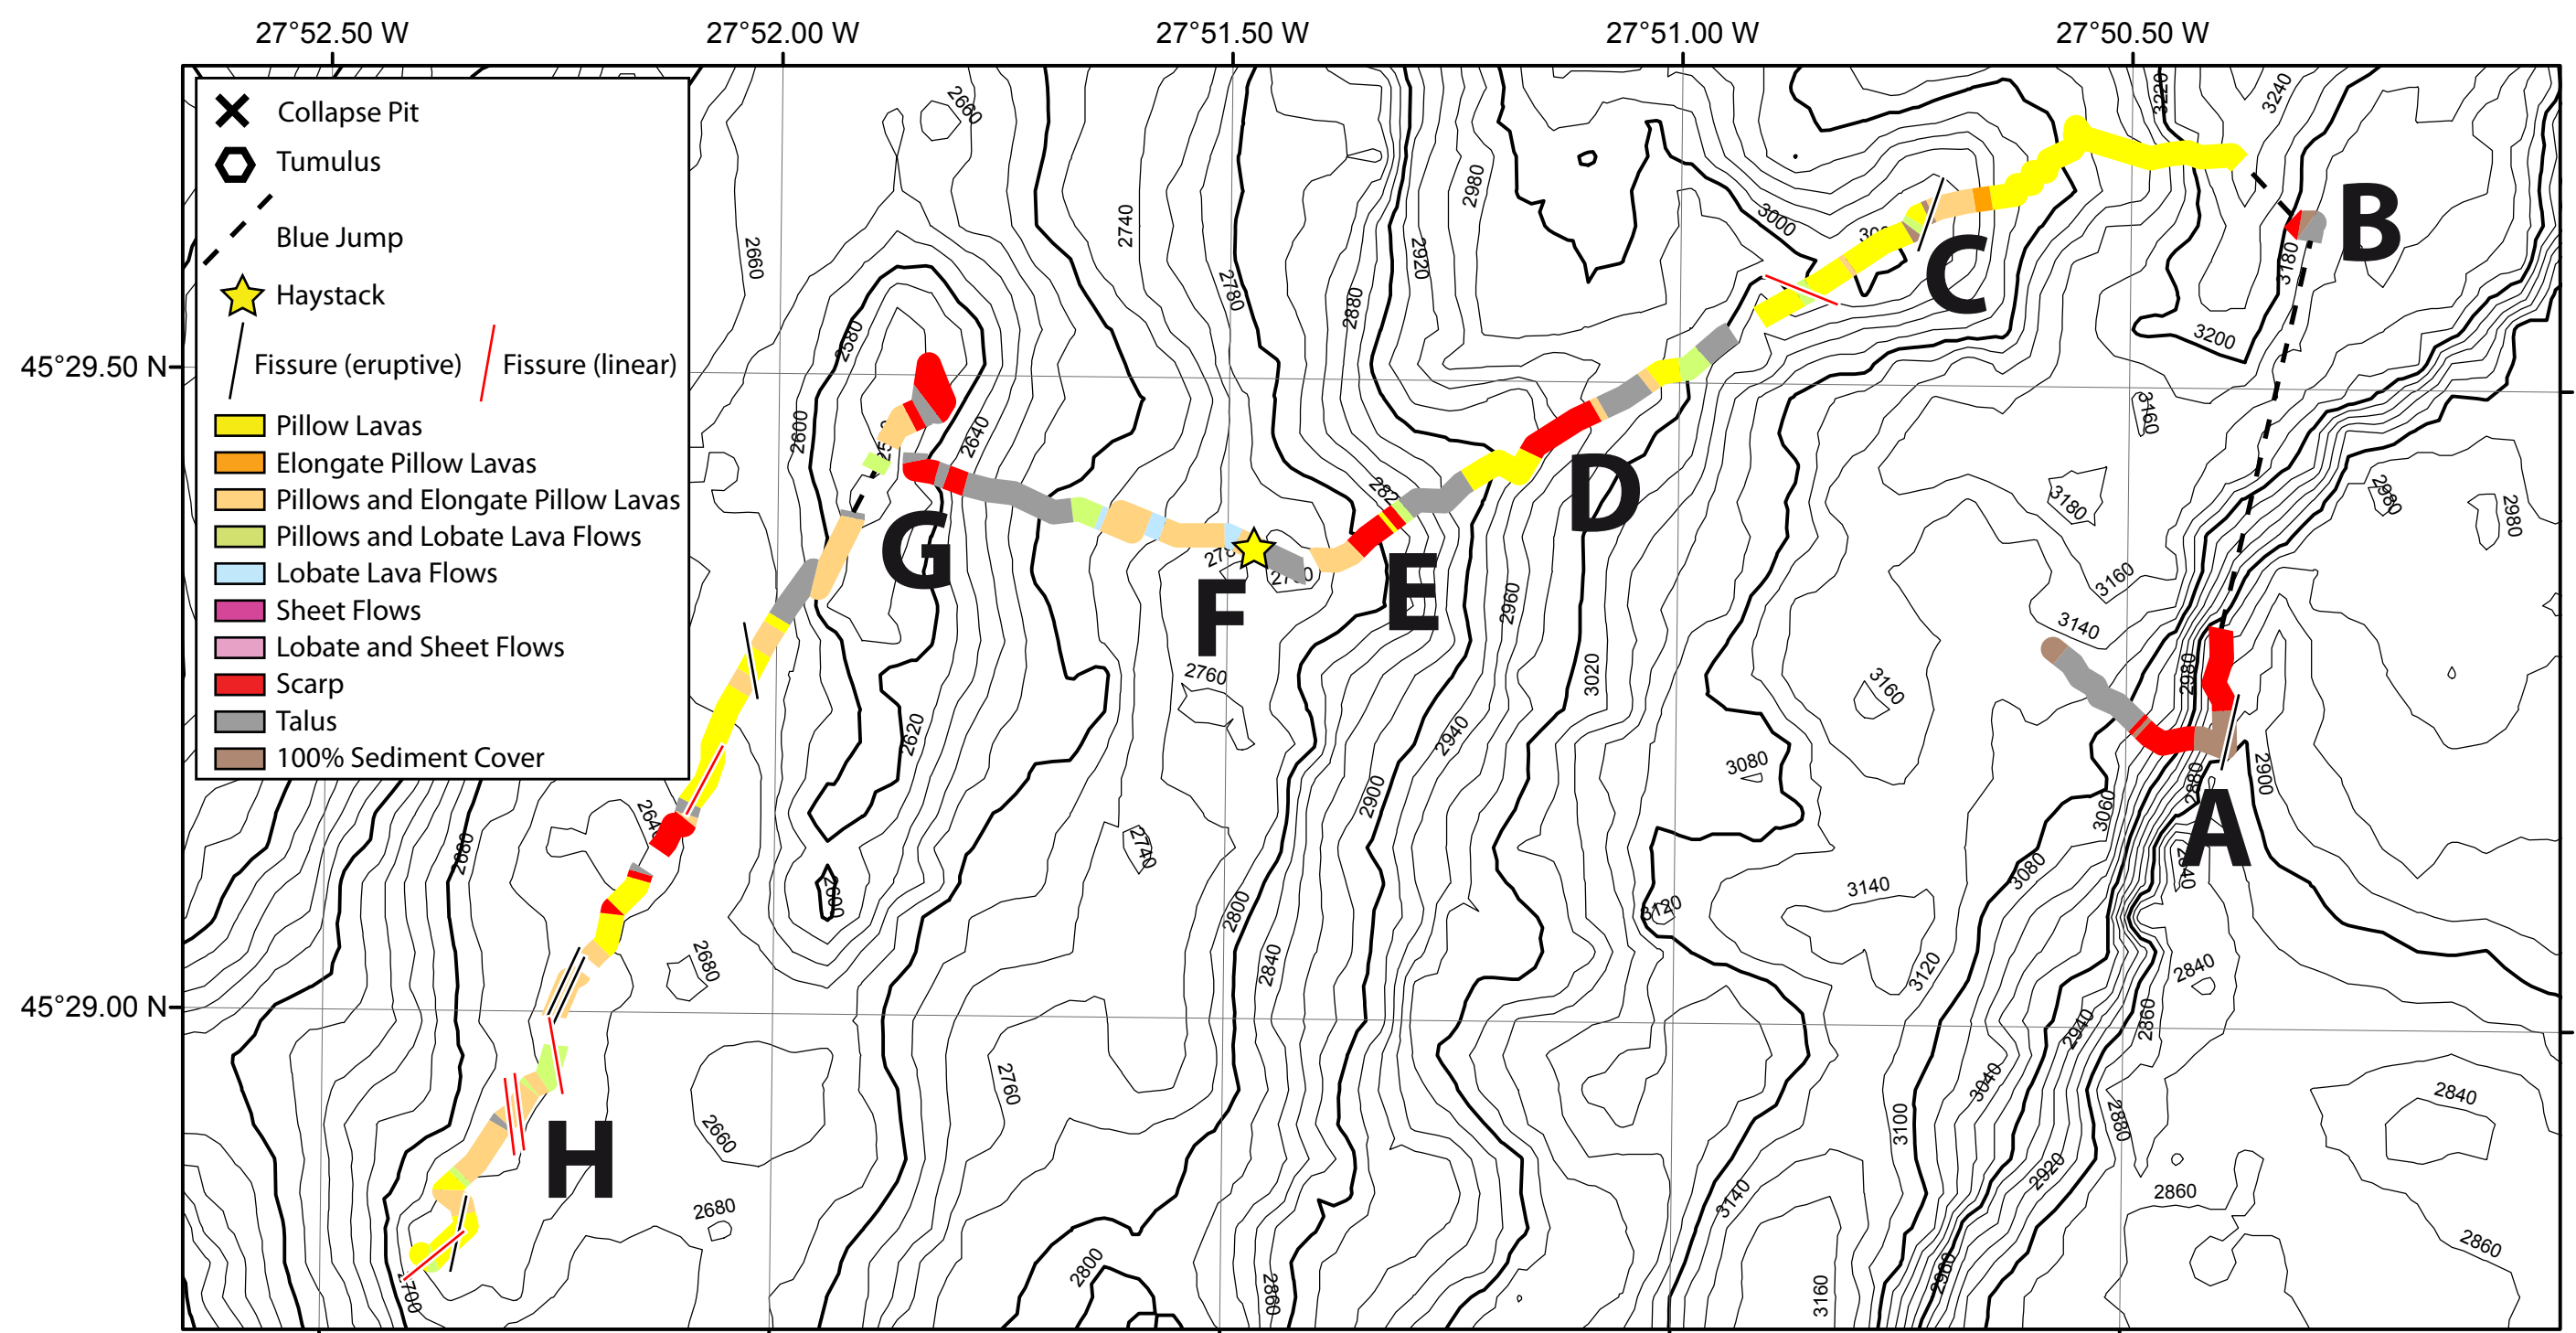 27°52.50 W
27°52.00 W
27°51.50 W
27°51.00 W
27°50.50 W
45°29.50 N
45°29.00 N
Collapse Pit
Tumulus
Blue Jump
Haystack
Fissure (eruptive)
Fissure (linear)
Pillow Lavas
Elongate Pillow Lavas
Pillows and Elongate Pillow Lavas
Pillows and Lobate Lava Flows
Lobate Lava Flows
Sheet Flows
Lobate and Sheet Flows
Scarp
Talus
100% Sediment Cover
2660
2660
2740
2780
2880
2920
2980
3000
3220
3240
3180
3200
B
C
2580
2600
2640
3160
3180
2980
2980
D
G
F
E
2760
2960
3020
3160
3140
3160
2980
2620
2940
2900
3080
3060
2880
2900
A
2680
2600
2740
2800
3140
3080
3120
2680
2840
3120
2840
2860
2940
2760
3040
3100
2880
2840
2660
H
2920
2860
2680
3140
2860
2800
2860
3160
2960
2700